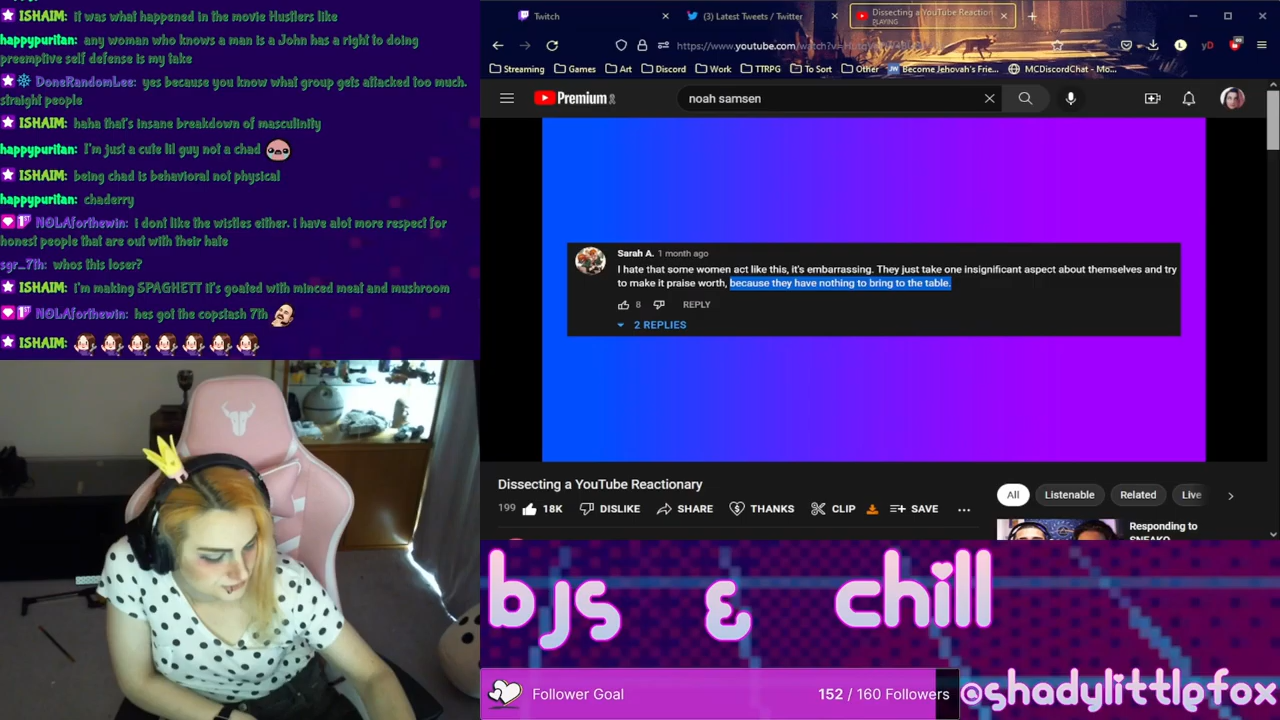 ISHAIM: it was what happened in the movie Hustlers like
happypuritan: any woman who knows a man is a John has a right to doing
preemptive self defense is my take
DoneRandomLee: yes because you know what group gets attacked too much.
straight people
ISHAIM: haha that's insane breakdown of masculinity
happypuritan: I'm just a cute lil guy not a chad
ISHAIM: being chad is behavioral not physical
happypuritan: chaderry
NOLAforthewin: i dont like the wistles either. i have alot more respect for
honest people that are out with their hate
sgr_7th: whos this loser?
ISHAIM: i'm making SPAGHETT it's goated with minced meat and mushroom
NOLAforthewin: hes got the copstash 7th
ISHAIM:
Twitch
(3) Latest Tweets / Twitter
Dissecting a YouTube Reaction
PLAYING
https://www.youtube.com/watch?v=
Streaming
Games
Art
Discord
Work
TTRPG
To Sort
Other
Become Jehovah's Frie...
MCDiscordChat - Mo...
Premium
noah samsen
Sarah A. 1 month ago
I hate that some women act like this, it's embarrassing. They just take one insignificant aspect about themselves and try
to make it praise worth, because they have nothing to bring to the table.
8
REPLY
2 REPLIES
Dissecting a YouTube Reactionary
199
18K
DISLIKE
SHARE
THANKS
CLIP
SAVE
All
Listenable
Related
Live
Responding to
SNEAKO
bjs & chill
Follower Goal
152 / 160 Followers
@shadylittlefox